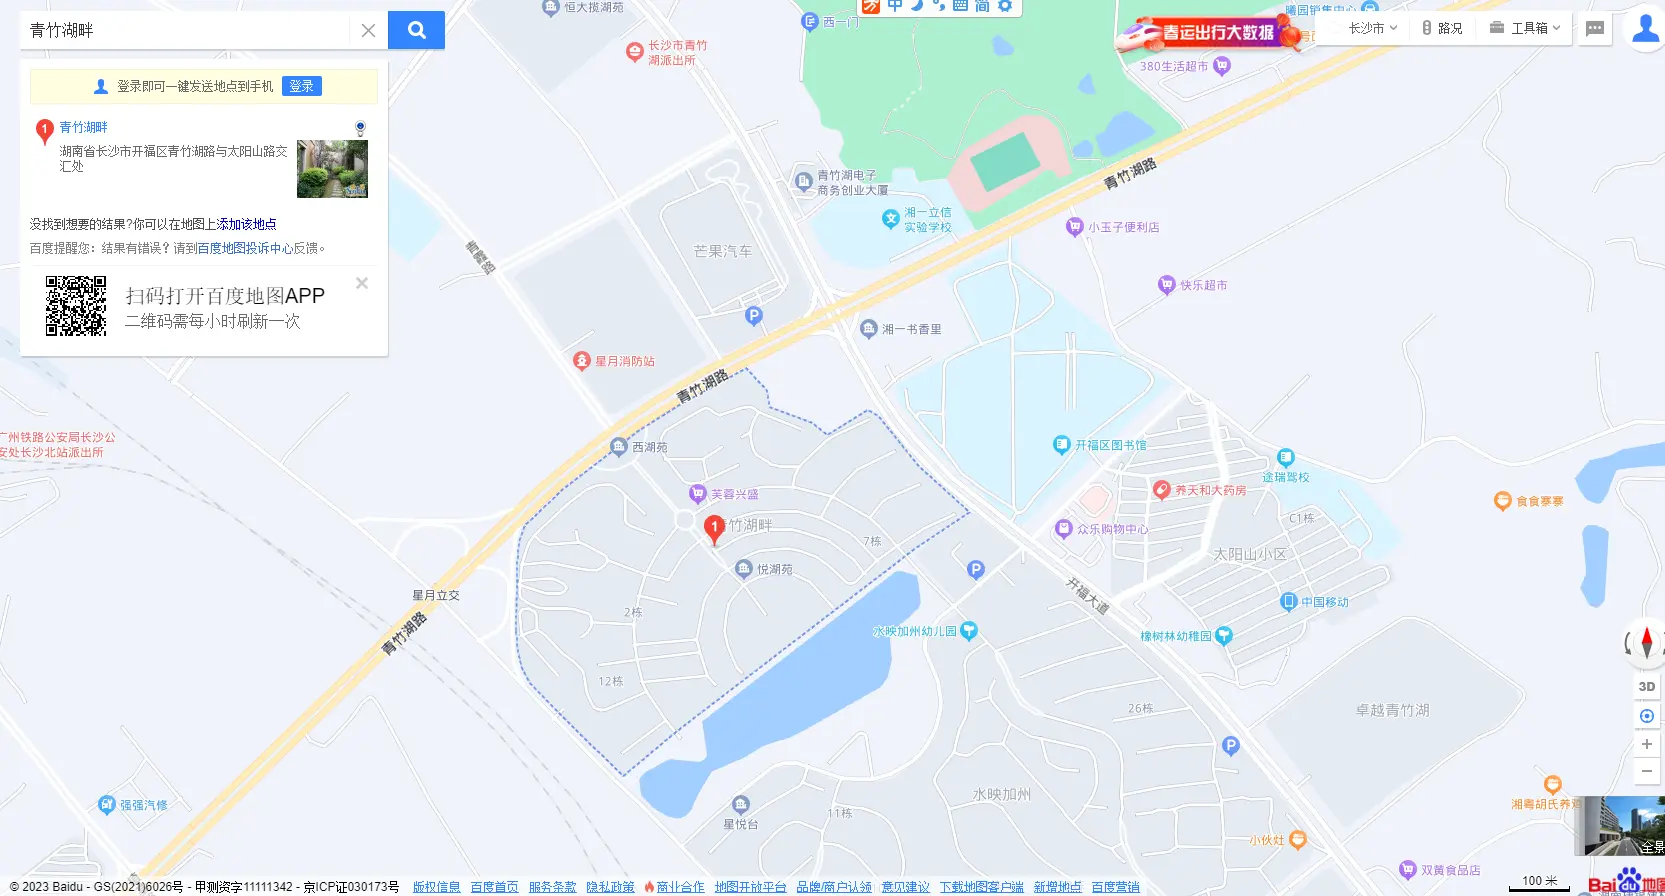 青竹湖畔
登录即可一键发送地点到手机 登录
1 青竹湖畔
湖南省长沙市开福区青竹湖路与太阳山路交
汇处
没找到想要的结果?你可以在地图上添加该地点
百度提醒您：结果有错误？请到百度地图投诉中心反馈。
扫码打开百度地图APP
二维码需每小时刷新一次
恒大揽湖苑
长沙市青竹
湖派出所
西一门
中
简
曦园销售中心
春运出行大数据
长沙市
路况
工具箱
380生活超市
青竹湖电子
商务创业大厦
湘一立信
实验学校
青竹湖路
小玉子便利店
快乐超市
青霞路
芒果汽车
P
湘一书香里
星月消防站
青竹湖路
广州铁路公安局长沙公
安处长沙北站派出所
西湖苑
开福区图书馆
途瑞驾校
养天和大药房
食食寨寨
芙蓉兴盛
1
青竹湖畔
众乐购物中心
C1栋
7栋
太阳山小区
悦湖苑
P
开福大道
星月立交
2栋
中国移动
青竹湖路
水映加州幼儿园
橡树林幼稚园
12栋
3D
26栋
卓越青竹湖
P
水映加州
强强汽修
星悦台
11栋
湘粤胡氏养
小伙灶
全景
双黄食品店
© 2023 Baidu - GS(2021)6026号 - 甲测资字11111342 - 京ICP证030173号 版权信息 百度首页 服务条款 隐私政策 商业合作 地图开放平台 品牌/商户认领 意见建议 下载地图客户端 新增地点 百度营销
100 米
Bai 地图